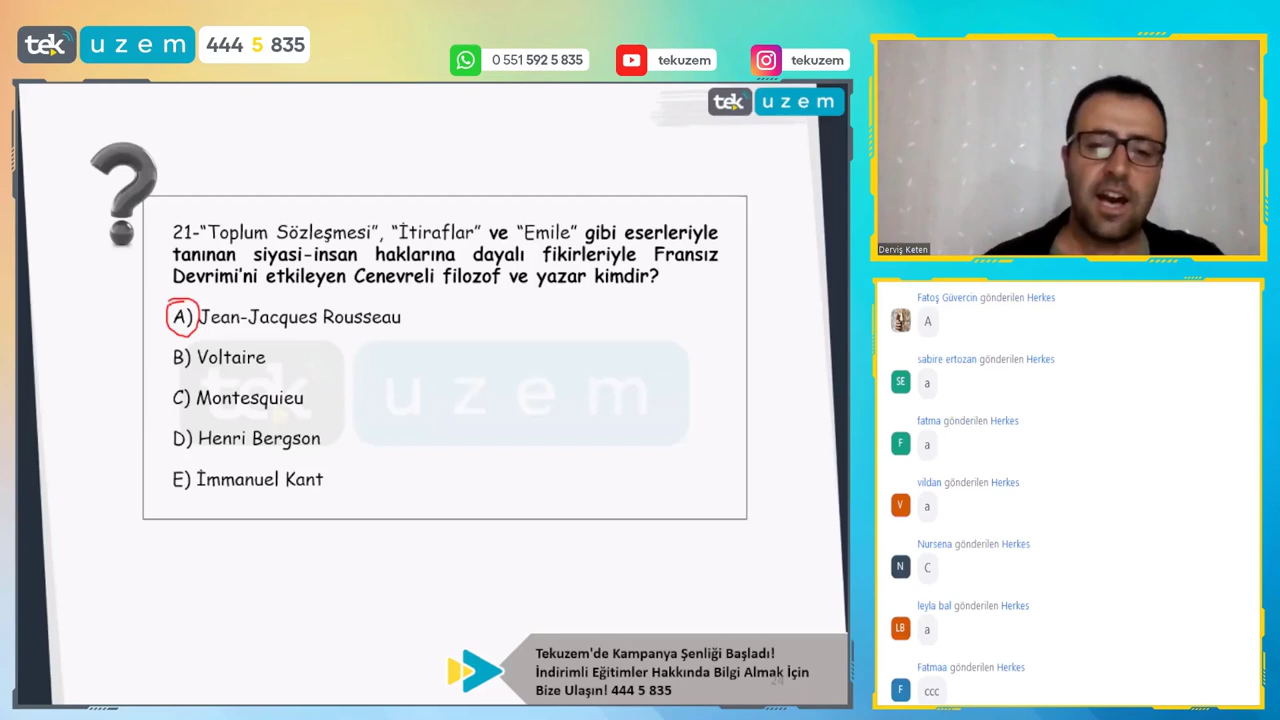 tek uzem 444 5 835
0 551 592 5 835
tekuzem
tekuzem
tek uzem
21-“Toplum Sözleşmesi”, “İtiraflar” ve “Emile” gibi eserleriyle
tanınan siyasi-insan haklarına dayalı fikirleriyle Fransız
Devrimi’ni etkileyen Cenevreli filozof ve yazar kimdir?
A) Jean-Jacques Rousseau
B) Voltaire
C) Montesquieu
D) Henri Bergson
E) İmmanuel Kant
tek uzem
Tekuzem'de Kampanya Şenliği Başladı!
İndirimli Eğitimler Hakkında Bilgi Almak İçin
Bize Ulaşın! 444 5 835
24
Derviş Keten
Fatoş Güvercin gönderilen Herkes
A
sabire ertozan gönderilen Herkes
SE a
fatma gönderilen Herkes
F a
vildan gönderilen Herkes
V a
Nursena gönderilen Herkes
N C
leyla bal gönderilen Herkes
LB a
Fatmaa gönderilen Herkes
F ccc